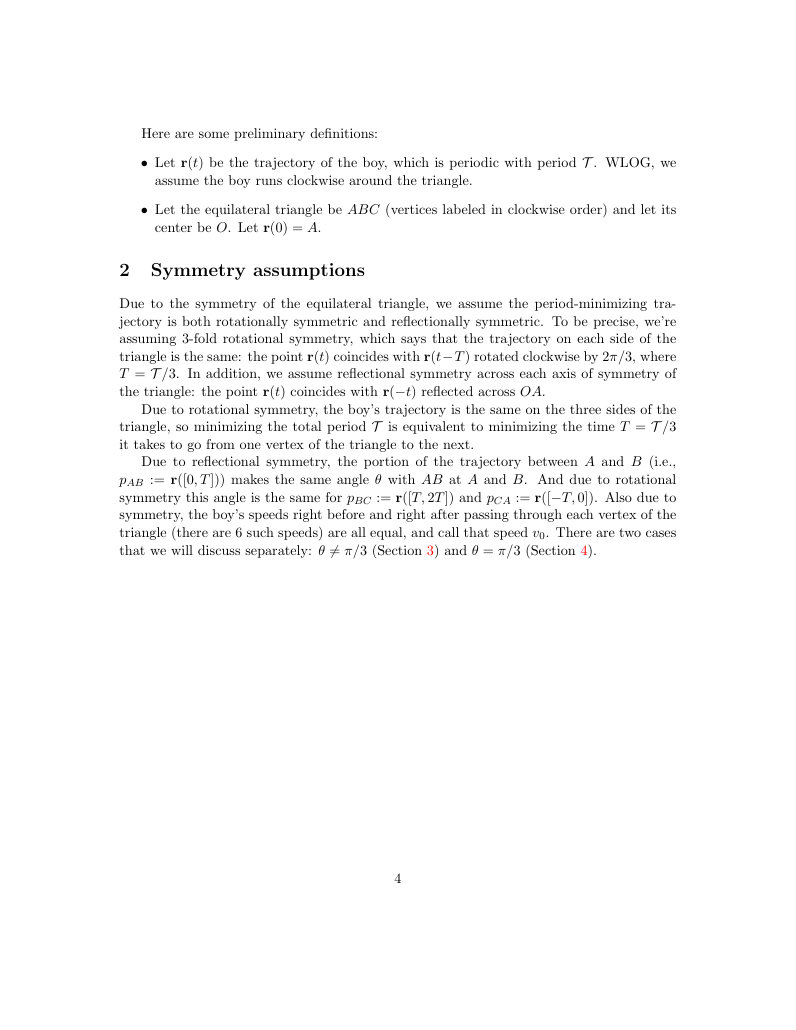 Here are some preliminary definitions:
• Let r(t) be the trajectory of the boy, which is periodic with period 𝒯. WLOG, we
assume the boy runs clockwise around the triangle.
• Let the equilateral triangle be ABC (vertices labeled in clockwise order) and let its
center be O. Let r(0) = A.
2 Symmetry assumptions
Due to the symmetry of the equilateral triangle, we assume the period-minimizing tra-
jectory is both rotationally symmetric and reflectionally symmetric. To be precise, we're
assuming 3-fold rotational symmetry, which says that the trajectory on each side of the
triangle is the same: the point r(t) coincides with r(t−T) rotated clockwise by 2π/3, where
T = 𝒯/3. In addition, we assume reflectional symmetry across each axis of symmetry of
the triangle: the point r(t) coincides with r(−t) reflected across OA.
Due to rotational symmetry, the boy's trajectory is the same on the three sides of the
triangle, so minimizing the total period 𝒯 is equivalent to minimizing the time T = 𝒯/3
it takes to go from one vertex of the triangle to the next.
Due to reflectional symmetry, the portion of the trajectory between A and B (i.e.,
p_{AB} := r([0, T])) makes the same angle θ with AB at A and B. And due to rotational
symmetry this angle is the same for p_{BC} := r([T, 2T]) and p_{CA} := r([−T, 0]). Also due to
symmetry, the boy's speeds right before and right after passing through each vertex of the
triangle (there are 6 such speeds) are all equal, and call that speed v_0. There are two cases
that we will discuss separately: θ ≠ π/3 (Section 3) and θ = π/3 (Section 4).
4